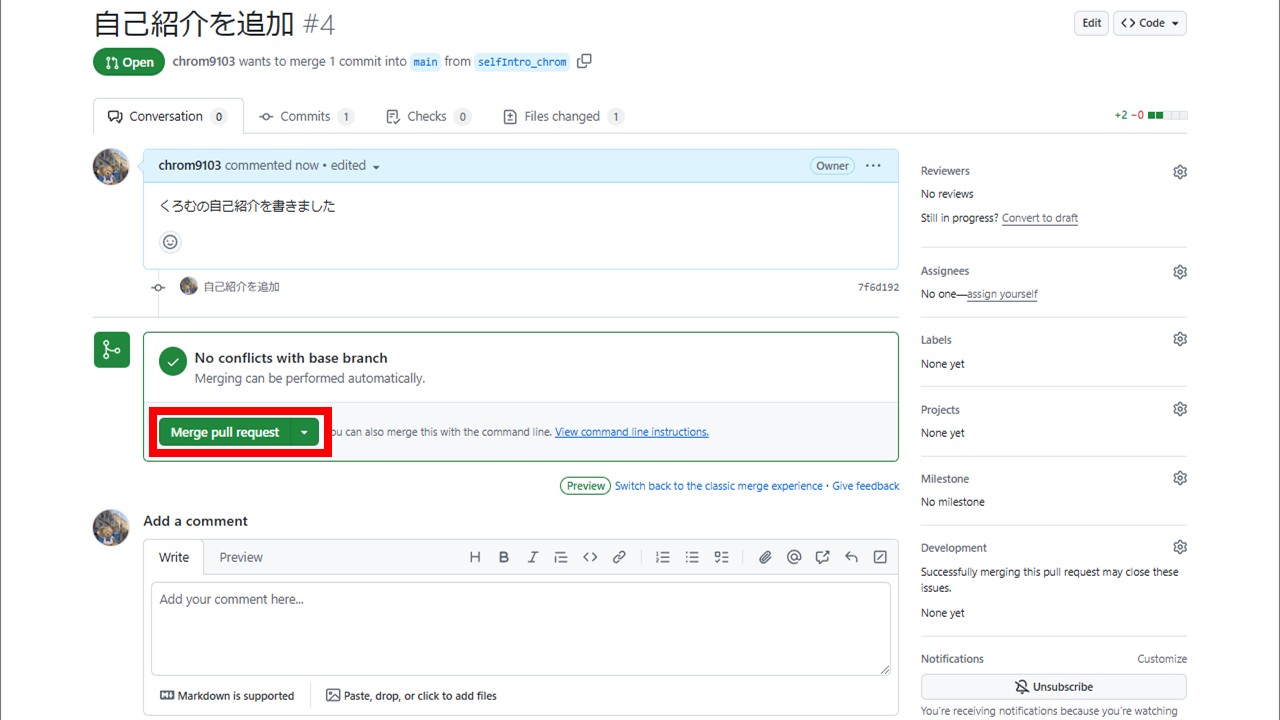 自己紹介を追加 #4
Edit
Code
Open
chrom9103 wants to merge 1 commit into main from selfIntro_chrom
Conversation 0
Commits 1
Checks 0
Files changed 1
+2 −0
chrom9103 commented now • edited
Owner
くろむの自己紹介を書きました
自己紹介を追加
7f6d192
No conflicts with base branch
Merging can be performed automatically.
Merge pull request
ou can also merge this with the command line. View command line instructions.
Preview Switch back to the classic merge experience • Give feedback
Add a comment
Write
Preview
Add your comment here...
Markdown is supported
Paste, drop, or click to add files
Reviewers
No reviews
Still in progress? Convert to draft
Assignees
No one—assign yourself
Labels
None yet
Projects
None yet
Milestone
No milestone
Development
Successfully merging this pull request may close these
issues.
None yet
Notifications
Customize
Unsubscribe
You're receiving notifications because you're watching